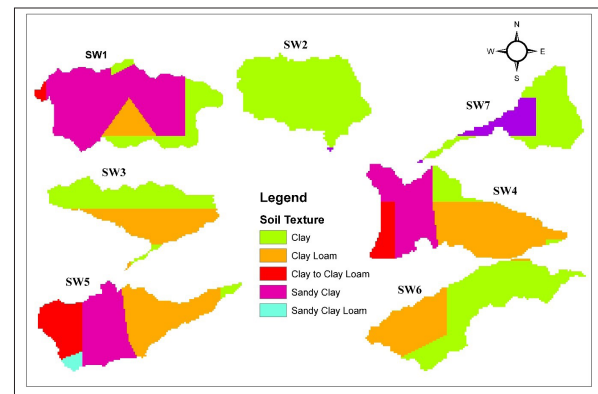 N
W E
S
SW1
SW2
SW7
SW3
SW4
Legend
Soil Texture
Clay
Clay Loam
Clay to Clay Loam
Sandy Clay
Sandy Clay Loam
SW5
SW6